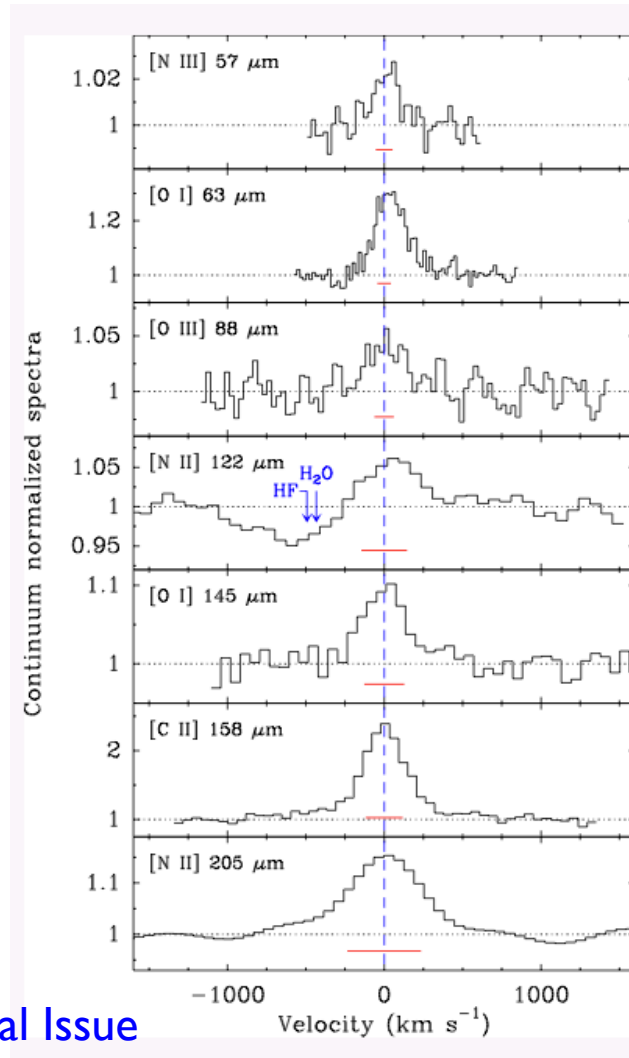 [N III] 57 μm
1.02
1
[O I] 63 μm
1.2
1
[O III] 88 μm
1.05
1
[N II] 122 μm
1.05
H₂O
HF
1
0.95
[O I] 145 μm
1.1
1
[C II] 158 μm
2
1
[N II] 205 μm
1.1
1
Continuum normalized spectra
−1000 0 1000
Velocity (km s⁻¹)
al Issue